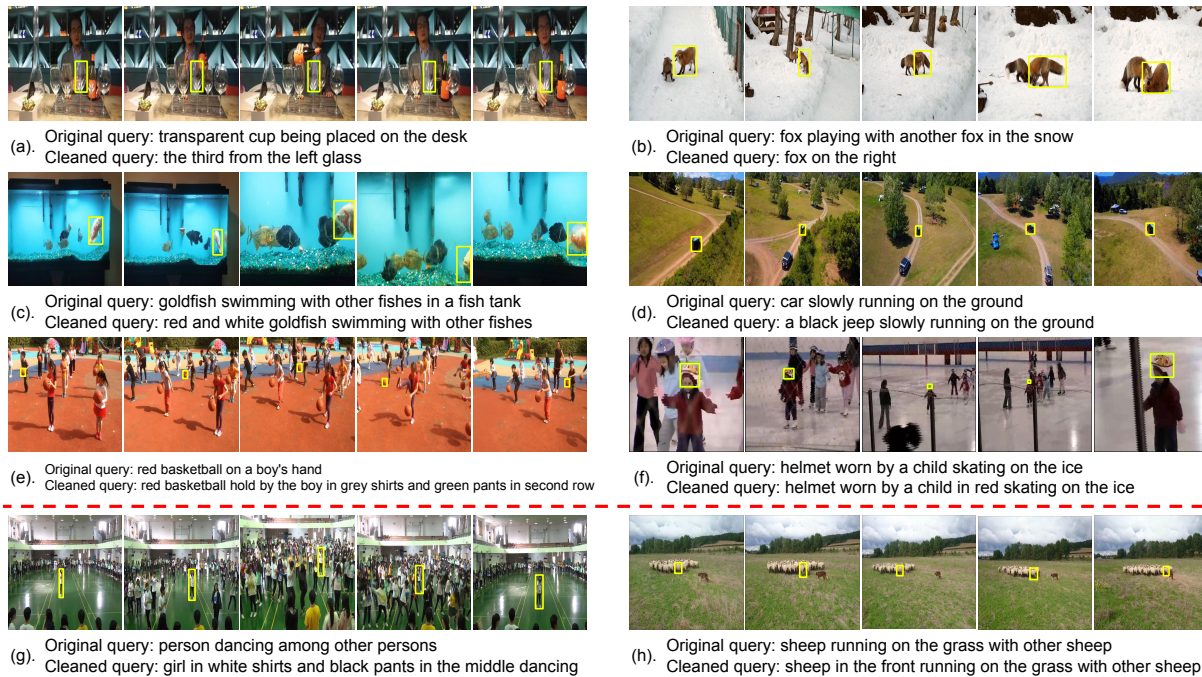 (a). Original query: transparent cup being placed on the desk
Cleaned query: the third from the left glass
(b). Original query: fox playing with another fox in the snow
Cleaned query: fox on the right
(c). Original query: goldfish swimming with other fishes in a fish tank
Cleaned query: red and white goldfish swimming with other fishes
(d). Original query: car slowly running on the ground
Cleaned query: a black jeep slowly running on the ground
(e). Original query: red basketball on a boy's hand
Cleaned query: red basketball hold by the boy in grey shirts and green pants in second row
(f). Original query: helmet worn by a child skating on the ice
Cleaned query: helmet worn by a child in red skating on the ice
(g). Original query: person dancing among other persons
Cleaned query: girl in white shirts and black pants in the middle dancing
(h). Original query: sheep running on the grass with other sheep
Cleaned query: sheep in the front running on the grass with other sheep